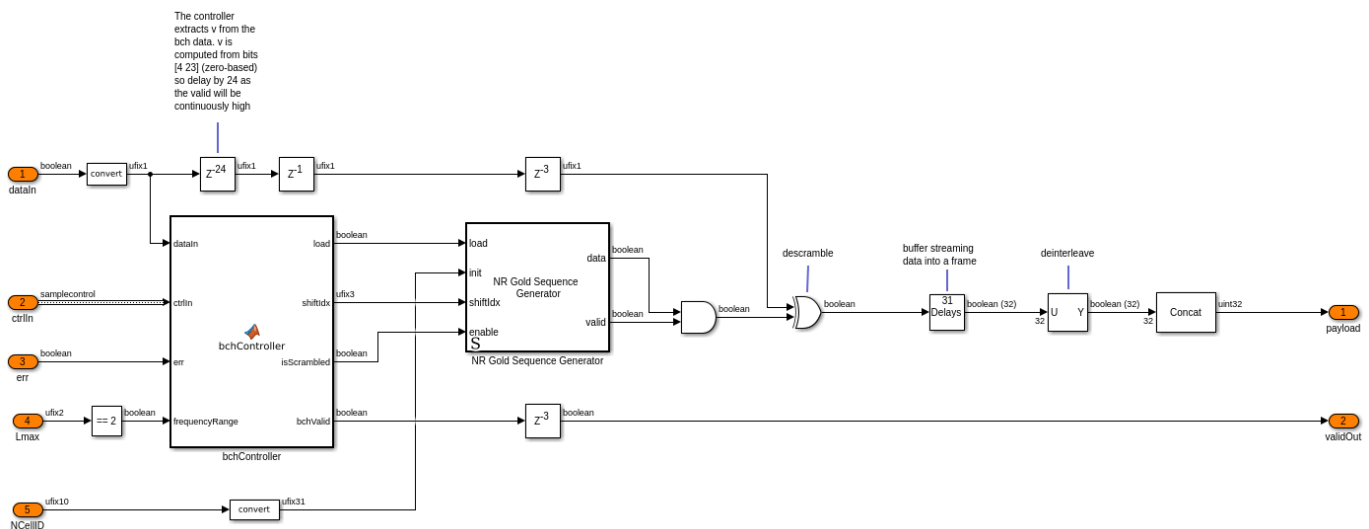 The controller
extracts v from the
bch data. v is
computed from bits
[4 23] (zero-based)
so delay by 24 as
the valid will be
continuously high
1
dataIn
boolean
convert
ufix1
Z-24
ufix1
Z-1
ufix1
Z-3
ufix1
2
ctrlIn
samplecontrol
3
err
boolean
4
Lmax
ufix2
== 2
boolean
5
NCellID
ufix10
convert
ufix31
dataIn
ctrlIn
err
frequencyRange
bchController
load
shiftIdx
isScrambled
bchValid
bchController
boolean
ufix3
boolean
boolean
load
init
shiftIdx
enable
S
NR Gold Sequence
Generator
data
valid
NR Gold Sequence Generator
boolean
boolean
boolean
descramble
boolean
buffer streaming
data into a frame
31
Delays
boolean (32)
32
deinterleave
U Y
boolean (32)
32
Concat
uint32
1
payload
Z-3
boolean
2
validOut